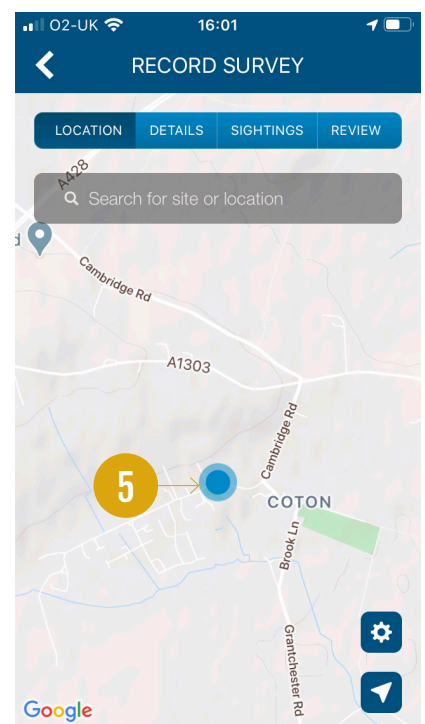 O2-UK 16:01
RECORD SURVEY
LOCATION DETAILS SIGHTINGS REVIEW
A428
Search for site or location
d
Cambridge Rd
A1303
Cambridge Rd
5
COTON
Brook Ln
Grantchester Rd
Google